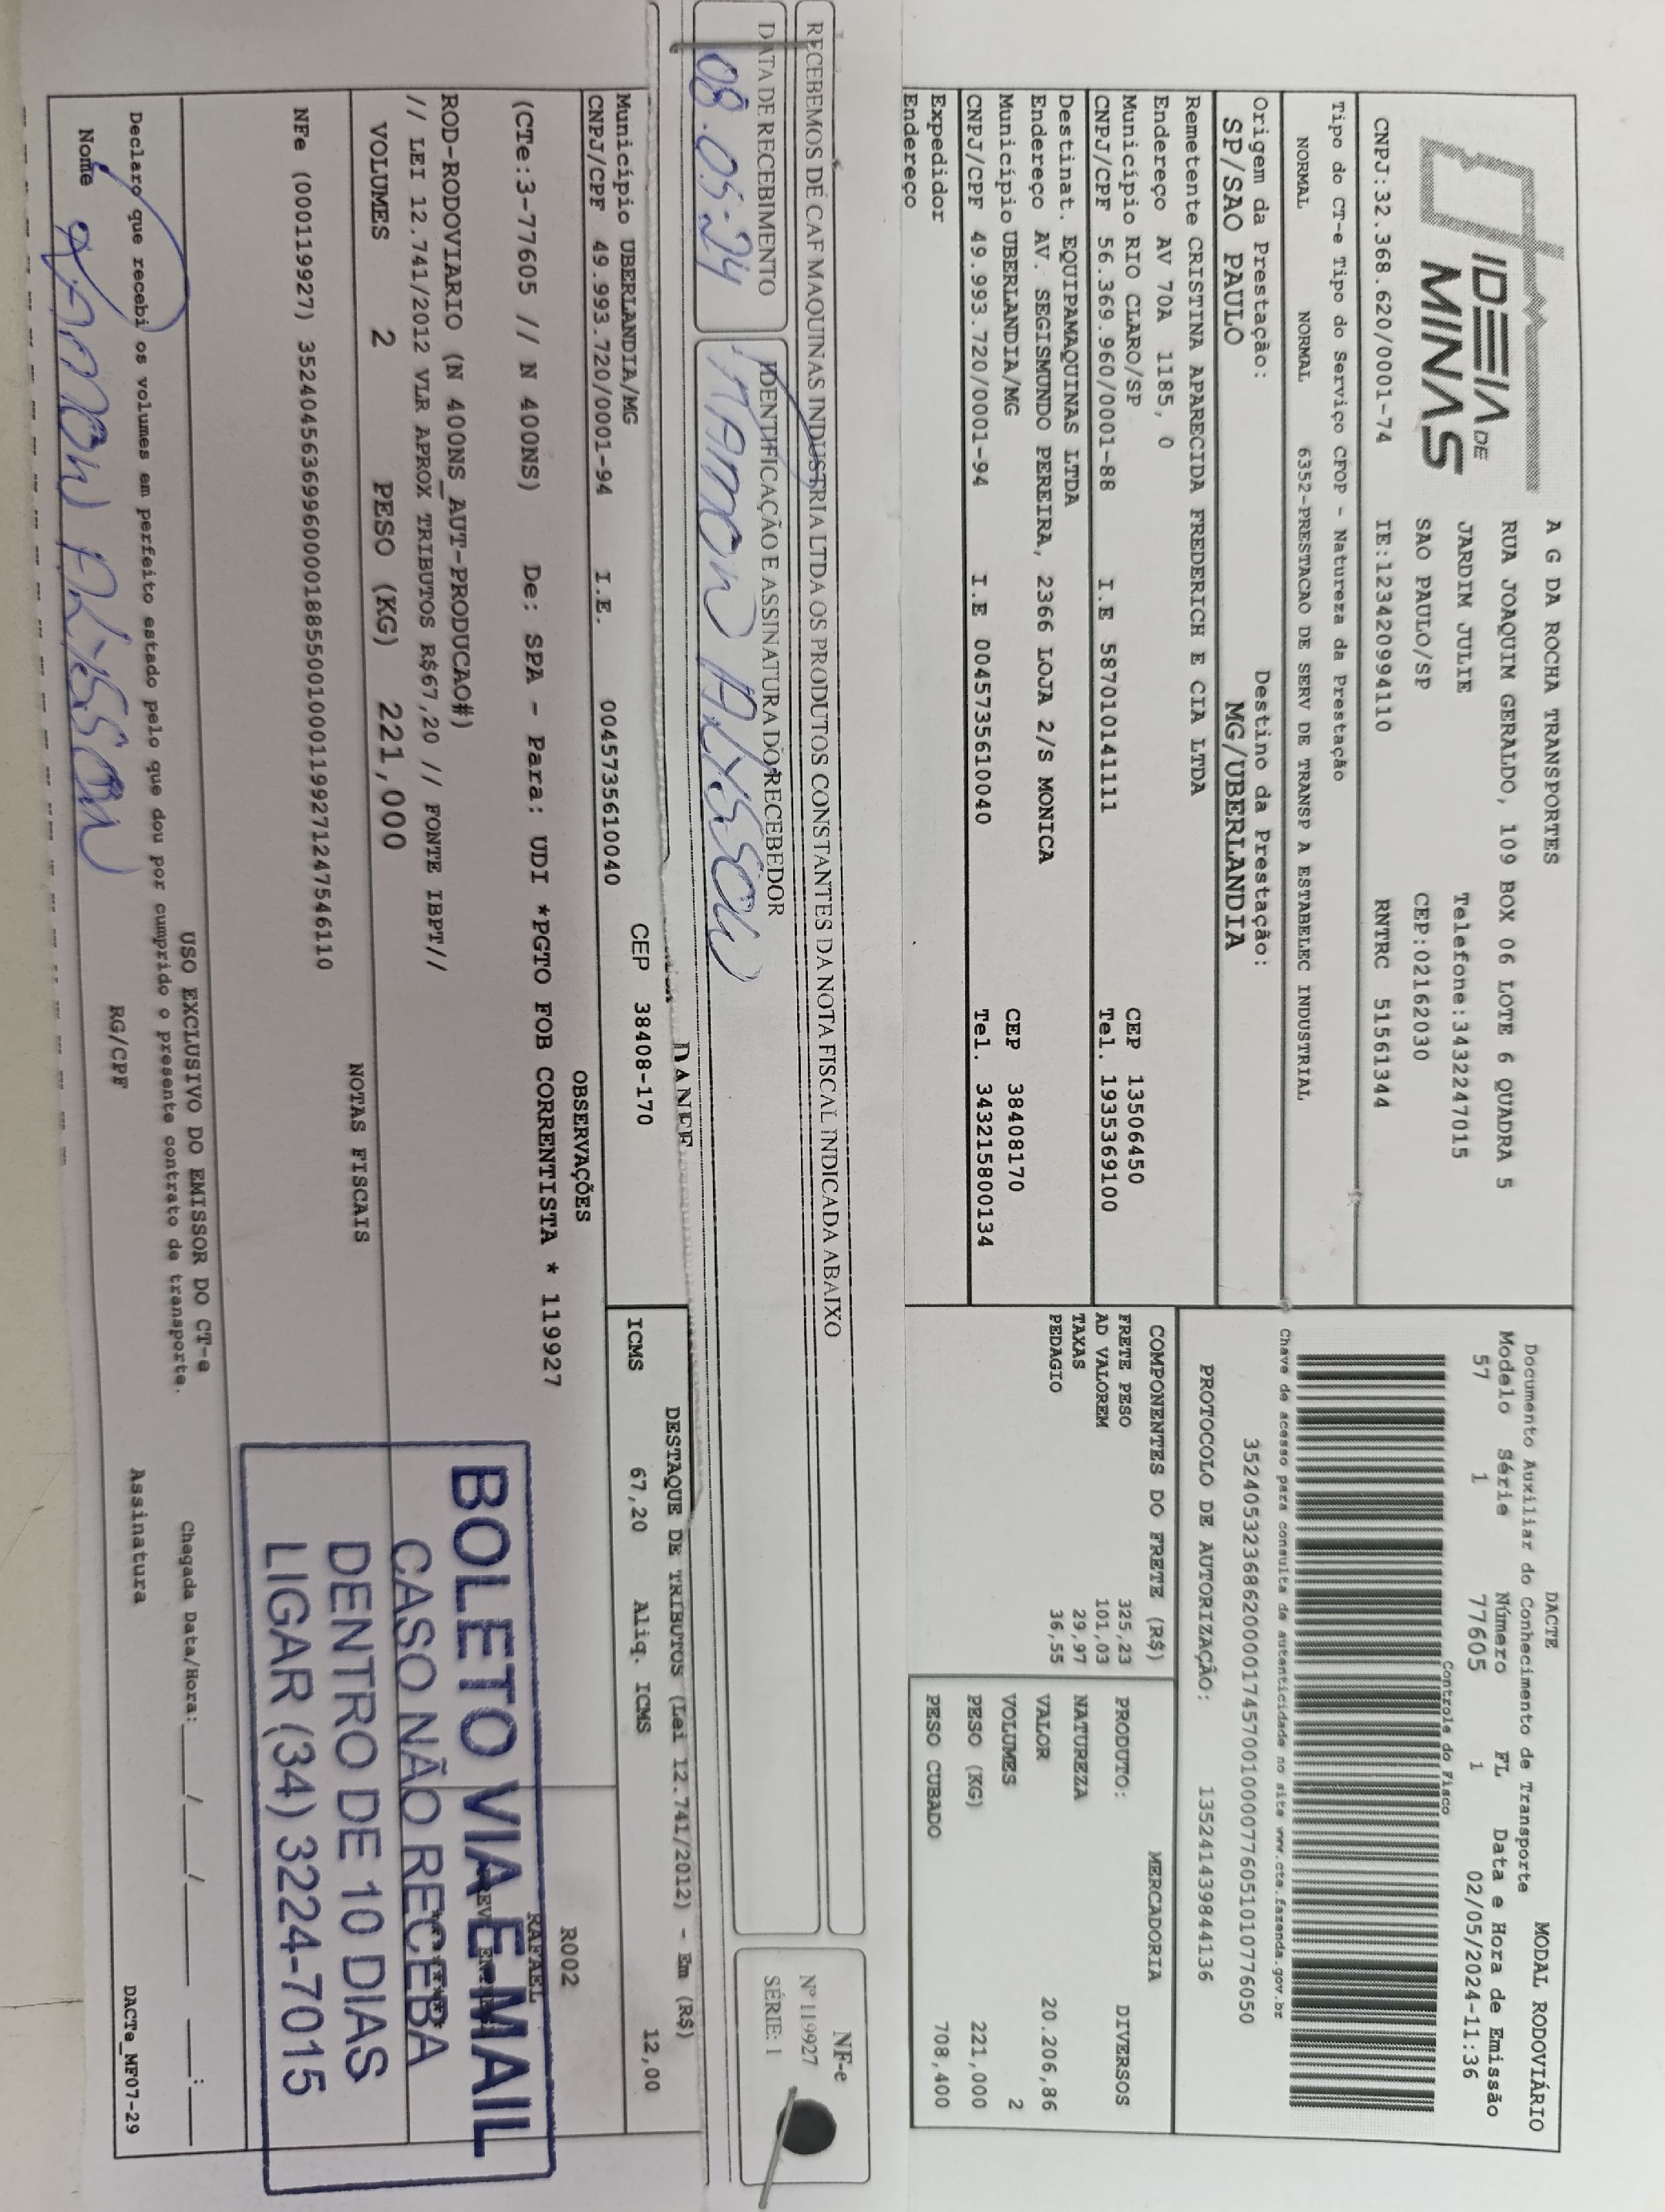 IDEIA DE
MINAS
A G DA ROCHA TRANSPORTES
RUA JOAQUIM GERALDO, 109 BOX 06 LOTE 6 QUADRA 5
JARDIM JULIE Telefone:3432247015
SAO PAULO/SP CEP:02162030
CNPJ:32.368.620/0001-74 IE:123420994110 RNTRC 51561344
DACTE MODAL RODOVIÁRIO
Documento Auxiliar do Conhecimento de Transporte
Modelo Série Número FL Data e Hora de Emissão
57 1 77605 1 02/05/2024-11:36
Controle do Fisco
Tipo do CT-e Tipo do Serviço CFOP - Natureza da Prestação
NORMAL NORMAL 6352-PRESTACAO DE SERV DE TRANSP A ESTABELEC INDUSTRIAL
Chave de acesso para consulta de autenticidade no site www.cte.fazenda.gov.br
35240532368620000174570010000776051010776050
Origem da Prestação: Destino da Prestação:
SP/SAO PAULO MG/UBERLANDIA
PROTOCOLO DE AUTORIZAÇÃO: 135241439844136
Remetente CRISTINA APARECIDA FREDERICH E CIA LTDA
Endereço AV 70A 1185, 0
Município RIO CLARO/SP CEP 13506450
CNPJ/CPF 56.369.960/0001-88 I.E 587010141111 Tel. 1935369100
Destinat. EQUIPAMAQUINAS LTDA
Endereço AV. SEGISMUNDO PEREIRA, 2366 LOJA 2/S MONICA
Município UBERLANDIA/MG CEP 38408170
CNPJ/CPF 49.993.720/0001-94 I.E 0045735610040 Tel. 343215800134
Expedidor
Endereço
COMPONENTES DO FRETE (R$)
FRETE PESO 325,23
AD VALOREM 101,03
TAXAS 29,97
PEDAGIO 36,55
MERCADORIA
PRODUTO: DIVERSOS
NATUREZA
VALOR 20.206,86
VOLUMES 2
PESO (KG) 221,000
PESO CUBADO 708,400
RECEBEMOS DE CAF MAQUINAS INDUSTRIA LTDA OS PRODUTOS CONSTANTES DA NOTA FISCAL INDICADA ABAIXO
DATA DE RECEBIMENTO IDENTIFICAÇÃO E ASSINATURA DO RECEBEDOR
08.05.24
NF-e
Nº 119927
SÉRIE: 1
DANFE
Município UBERLANDIA/MG CEP 38408-170
CNPJ/CPF 49.993.720/0001-94 I.E. 0045735610040
DESTAQUE DE TRIBUTOS (Lei 12.741/2012) - Em (R$)
ICMS 67,20 Aliq. ICMS 12,00
OBSERVAÇÕES
(CTe:3-77605 // N 400NS) De: SPA - Para: UDI *PGTO FOB CORRENTISTA * 119927
R002
RAFAEL
ROD-RODOVIARIO (N 400NS_AUT-PRODUCAO#)
// LEI 12.741/2012 VLR APROX TRIBUTOS R$67,20 // FONTE IBPT//
VOLUMES 2 PESO (KG) 221,000
NOTAS FISCAIS
NFe (000119927) 35240456369960000188550010001199271247546110
BOLETO VIA E-MAIL
CASO NÃO RECEBA
DENTRO DE 10 DIAS
LIGAR (34) 3224-7015
USO EXCLUSIVO DO EMISSOR DO CT-e
Declaro que recebi os volumes em perfeito estado pelo que dou por cumprido o presente contrato de transporte.
Chegada Data/Hora:____/____/______ __:__
Nome RG/CPF Assinatura
DACTe_MF07-29